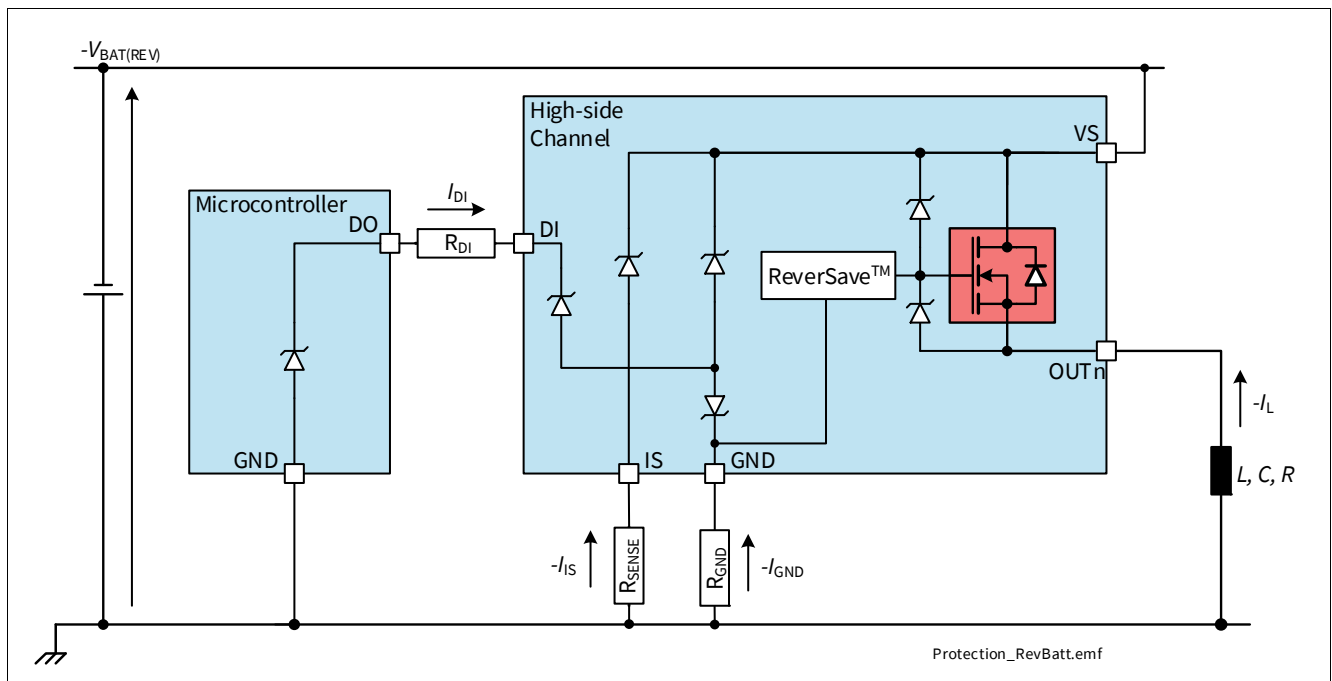 -VBAT(REV)
High-side
Channel
VS
Microcontroller
DO
IDI
RDI
DI
ReverSave™
OUTn
-IL
GND
IS
GND
L, C, R
-IIS
RSENSE
RGND
-IGND
Protection_RevBatt.emf